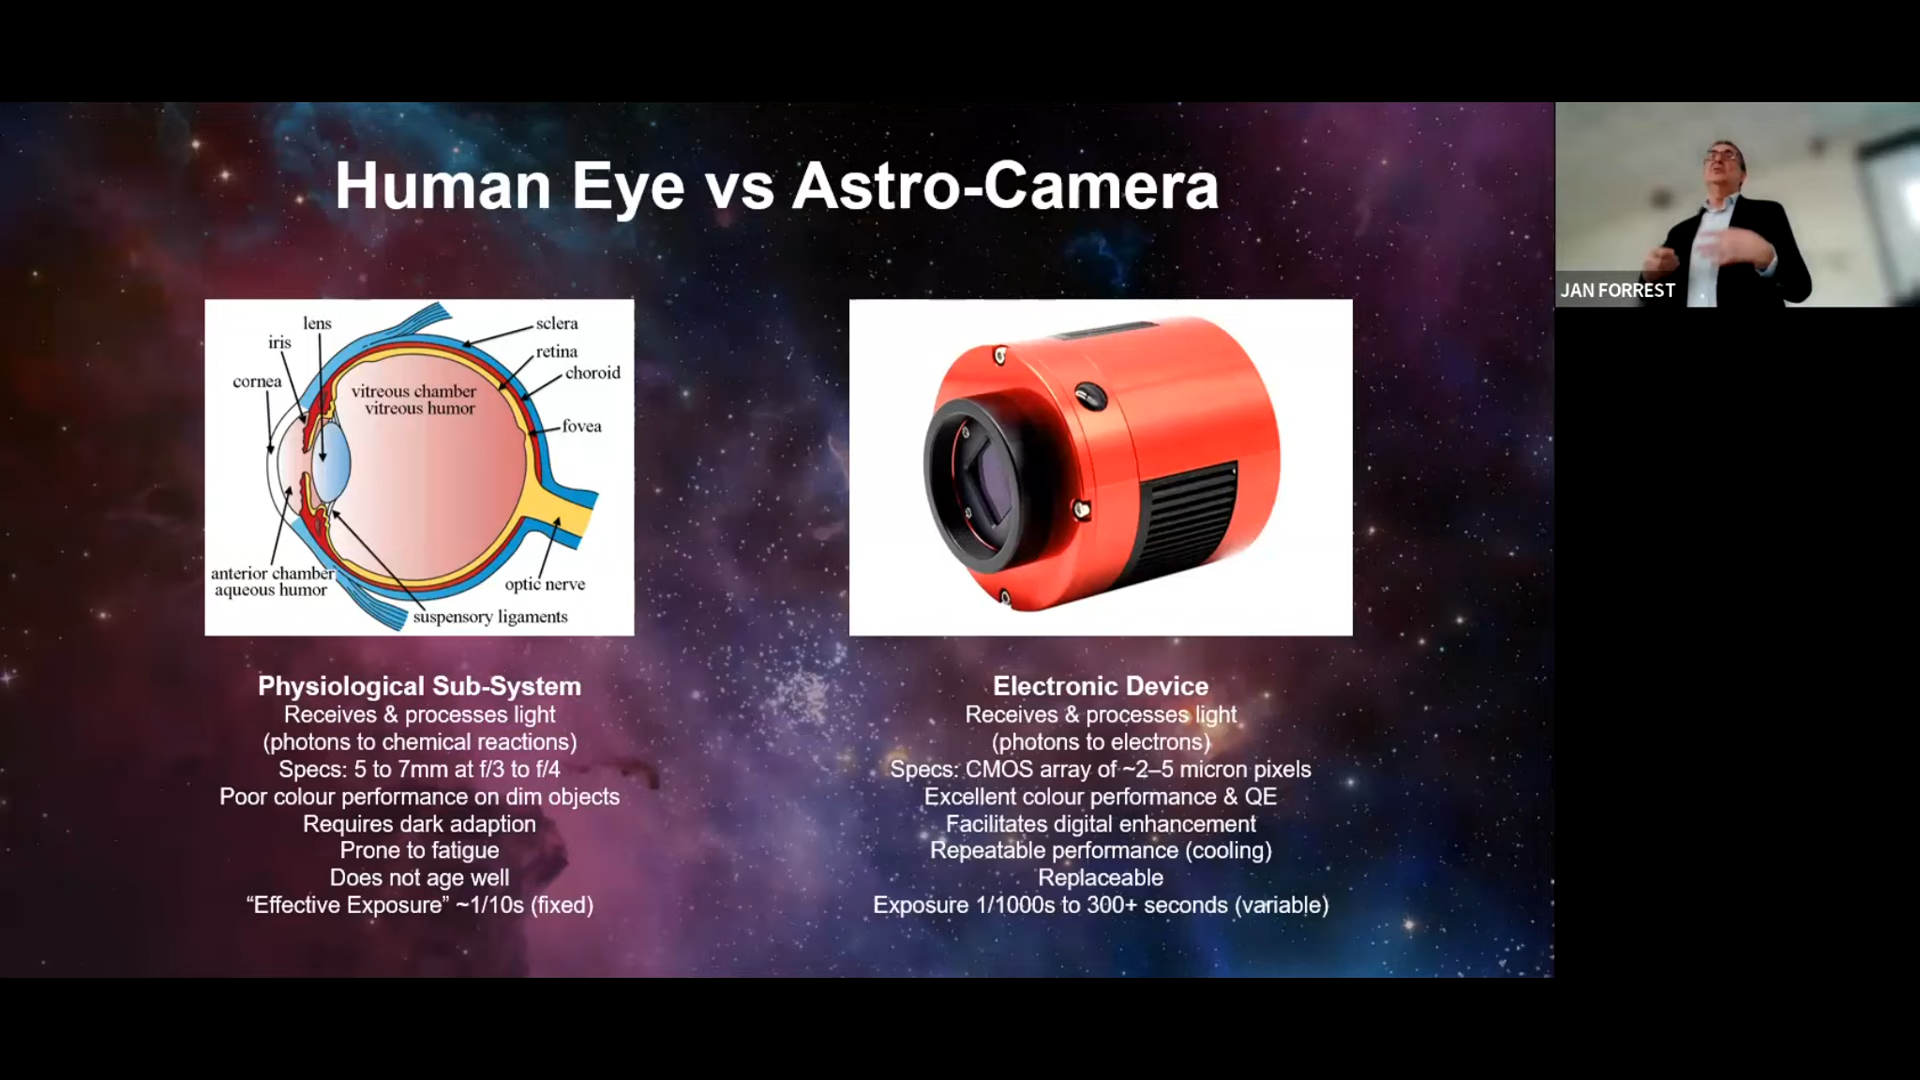 Human Eye vs Astro-Camera
JAN FORREST
lens
iris
cornea
sclera
retina
choroid
vitreous chamber
vitreous humor
fovea
anterior chamber
aqueous humor
optic nerve
suspensory ligaments
Physiological Sub-System
Receives & processes light
(photons to chemical reactions)
Specs: 5 to 7mm at f/3 to f/4
Poor colour performance on dim objects
Requires dark adaption
Prone to fatigue
Does not age well
“Effective Exposure” ~1/10s (fixed)
Electronic Device
Receives & processes light
(photons to electrons)
Specs: CMOS array of ~2–5 micron pixels
Excellent colour performance & QE
Facilitates digital enhancement
Repeatable performance (cooling)
Replaceable
Exposure 1/1000s to 300+ seconds (variable)